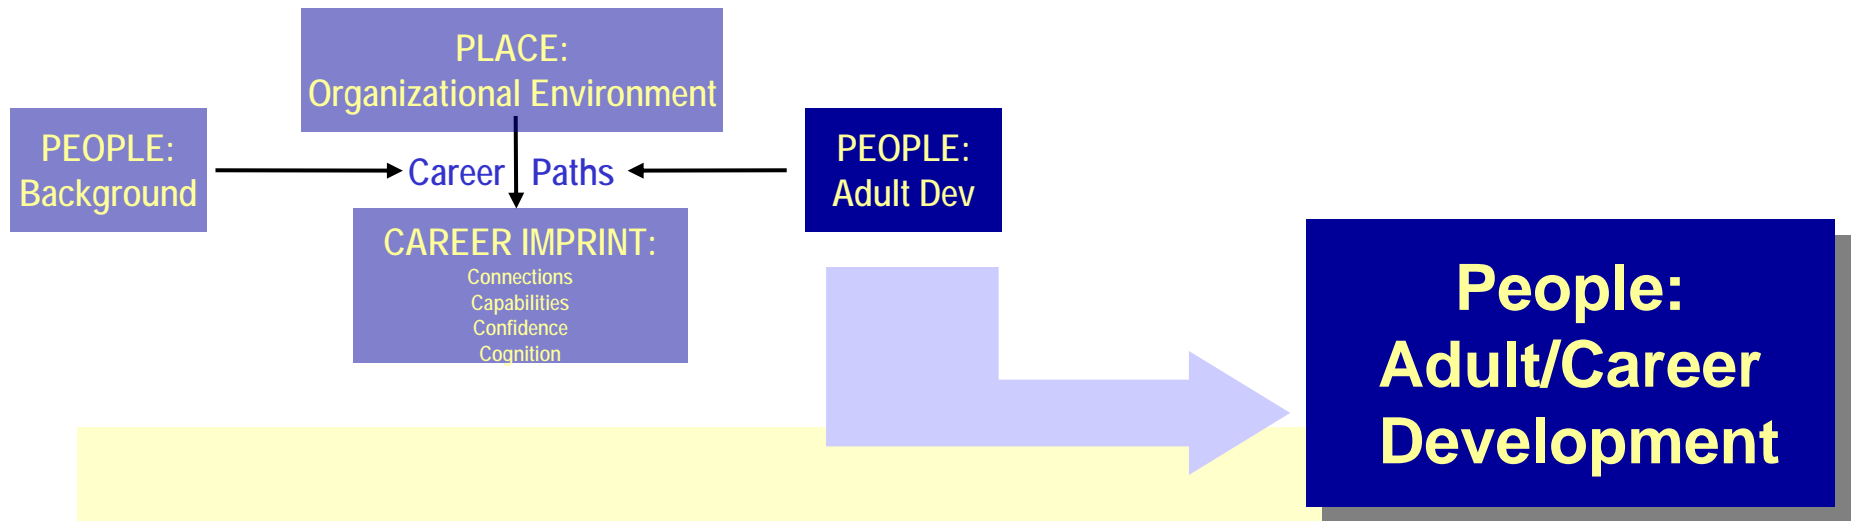 PLACE:
Organizational Environment
PEOPLE:
Background
Career Paths
PEOPLE:
Adult Dev
CAREER IMPRINT:
Connections
Capabilities
Confidence
Cognition
People:
Adult/Career
Development